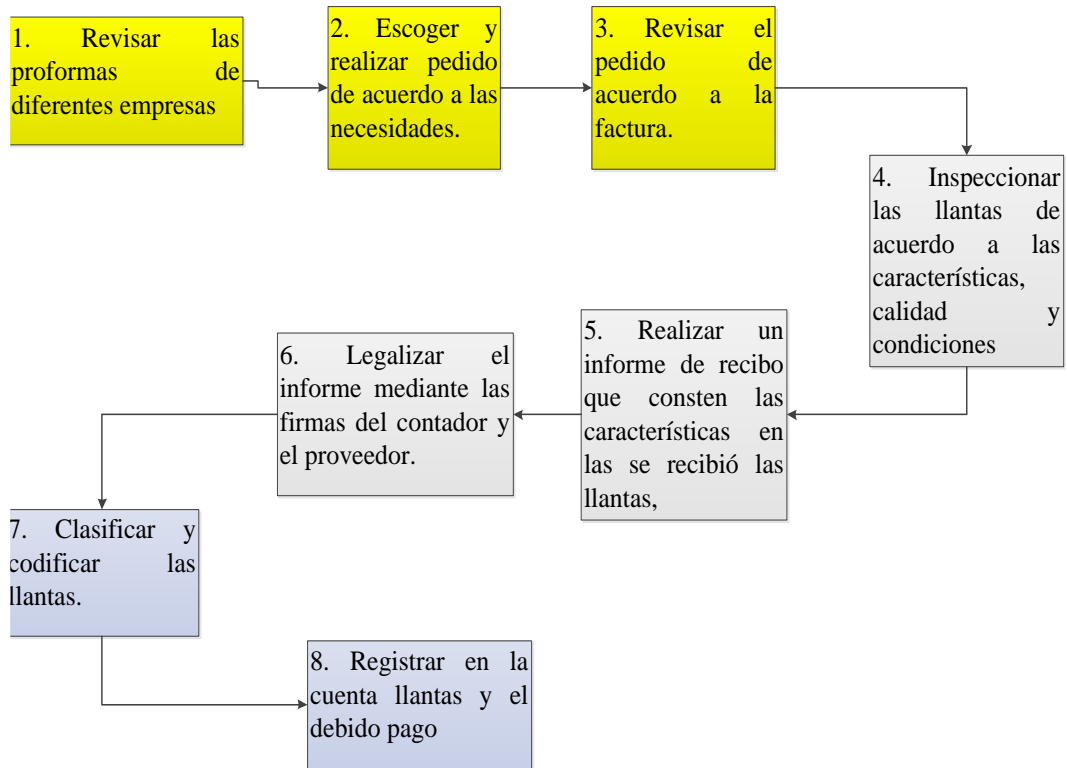 1. Revisar las
proformas de
diferentes empresas
2. Escoger y
realizar pedido
de acuerdo a las
necesidades.
3. Revisar el
pedido de
acuerdo a la
factura.
4. Inspeccionar
las llantas de
acuerdo a las
características,
calidad y
condiciones
5. Realizar un
informe de recibo
que consten las
características en
las se recibió las
llantas,
6. Legalizar el
informe mediante las
firmas del contador y
el proveedor.
7. Clasificar y
codificar las
llantas.
8. Registrar en la
cuenta llantas y el
debido pago